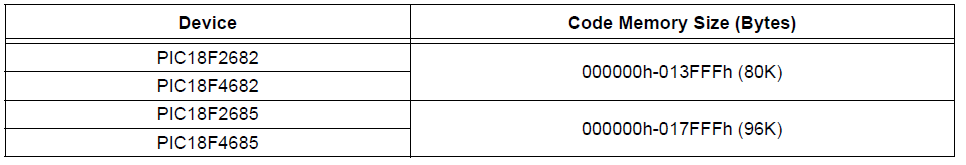 Device Code Memory Size (Bytes)
PIC18F2682
000000h-013FFFh (80K)
PIC18F4682
PIC18F2685
000000h-017FFFh (96K)
PIC18F4685